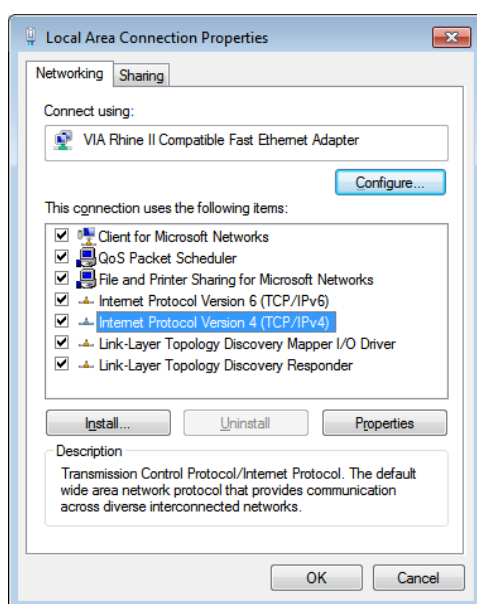 Local Area Connection Properties
Networking Sharing
Connect using:
VIA Rhine II Compatible Fast Ethernet Adapter
Configure...
This connection uses the following items:
Client for Microsoft Networks
QoS Packet Scheduler
File and Printer Sharing for Microsoft Networks
Internet Protocol Version 6 (TCP/IPv6)
Internet Protocol Version 4 (TCP/IPv4)
Link-Layer Topology Discovery Mapper I/O Driver
Link-Layer Topology Discovery Responder
Install... Uninstall Properties
Description
Transmission Control Protocol/Internet Protocol. The default
wide area network protocol that provides communication
across diverse interconnected networks.
OK Cancel